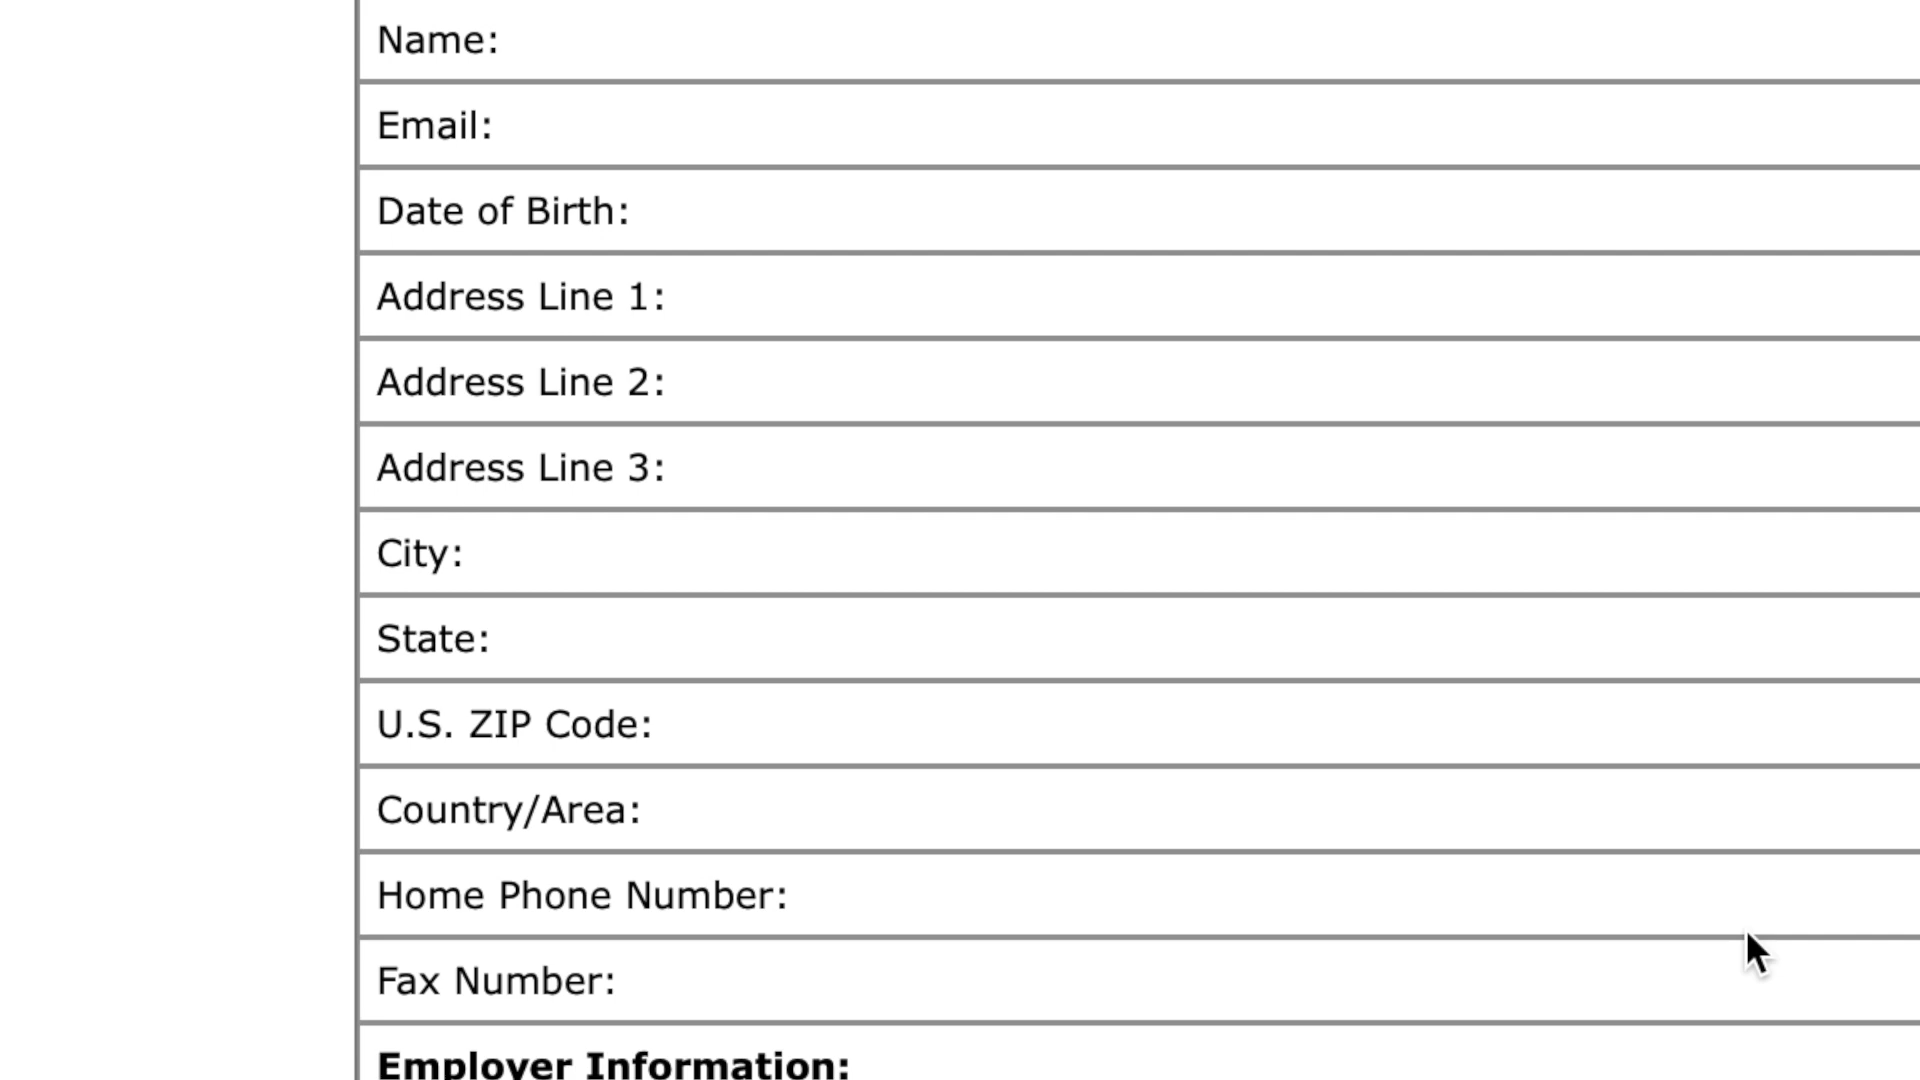 Name:
Email:
Date of Birth:
Address Line 1:
Address Line 2:
Address Line 3:
City:
State:
U.S. ZIP Code:
Country/Area:
Home Phone Number:
Fax Number:
Employer Information: